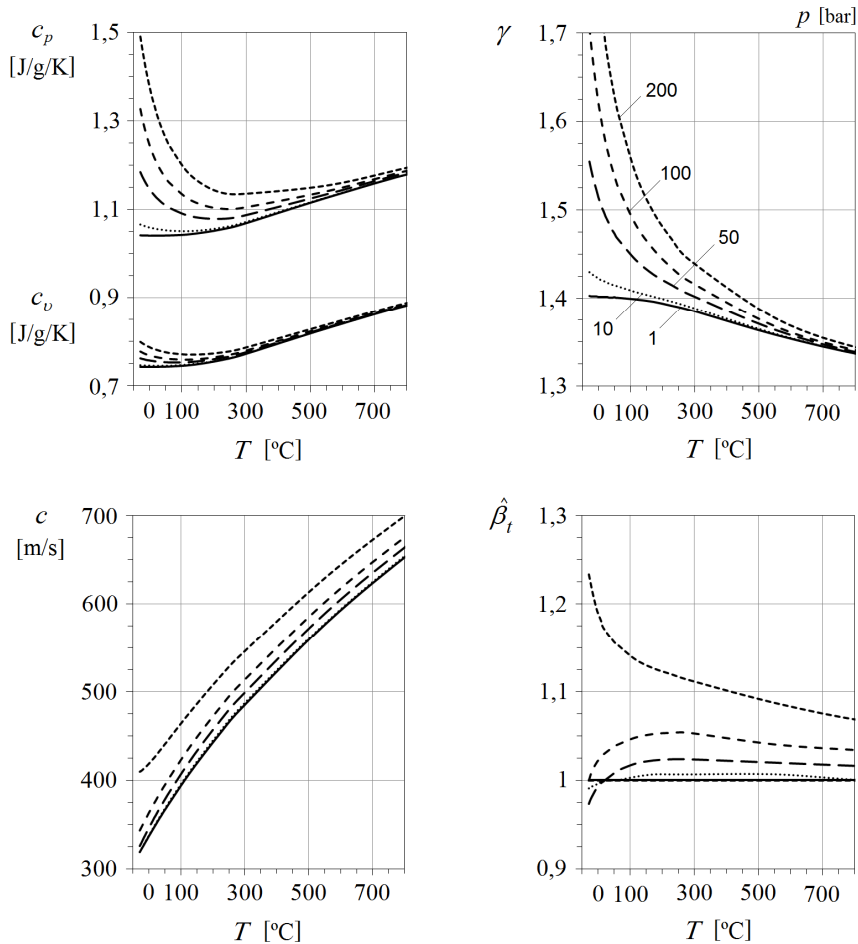 c_p
[J/g/K]
1,5
1,3
1,1
0,9
0,7
c_υ
[J/g/K]
0 100 300 500 700
T [ºC]
γ
p [bar]
1,7
1,6
1,5
1,4
1,3
200
100
50
10
1
0 100 300 500 700
T [ºC]
c
[m/s]
700
600
500
400
300
0 100 300 500 700
T [ºC]
β̂_t
1,3
1,2
1,1
1
0,9
0 100 300 500 700
T [ºC]